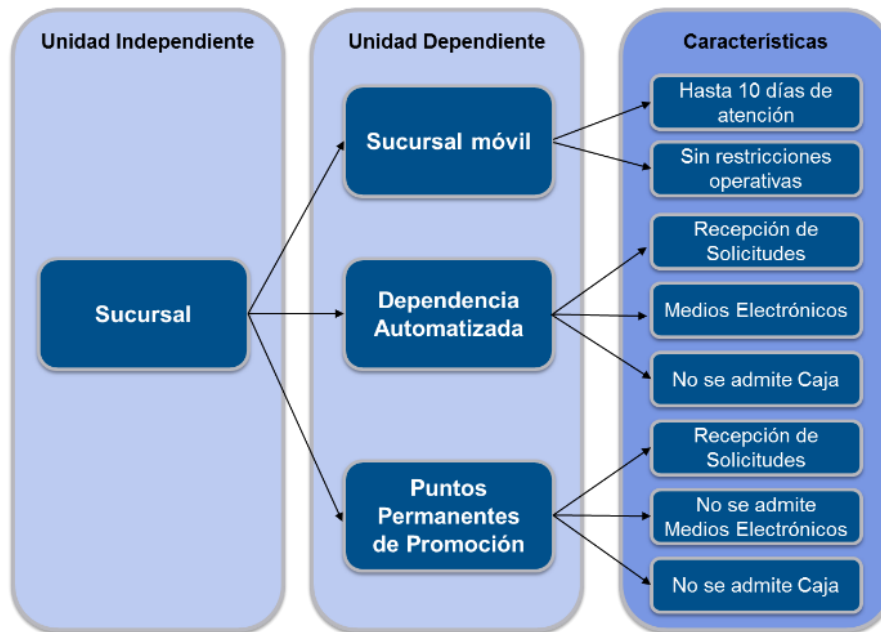 Unidad Independiente
Unidad Dependiente
Características
Sucursal
Sucursal móvil
Dependencia
Automatizada
Puntos
Permanentes
de Promoción
Hasta 10 días de
atención
Sin restricciones
operativas
Recepción de
Solicitudes
Medios Electrónicos
No se admite Caja
Recepción de
Solicitudes
No se admite
Medios Electrónicos
No se admite Caja